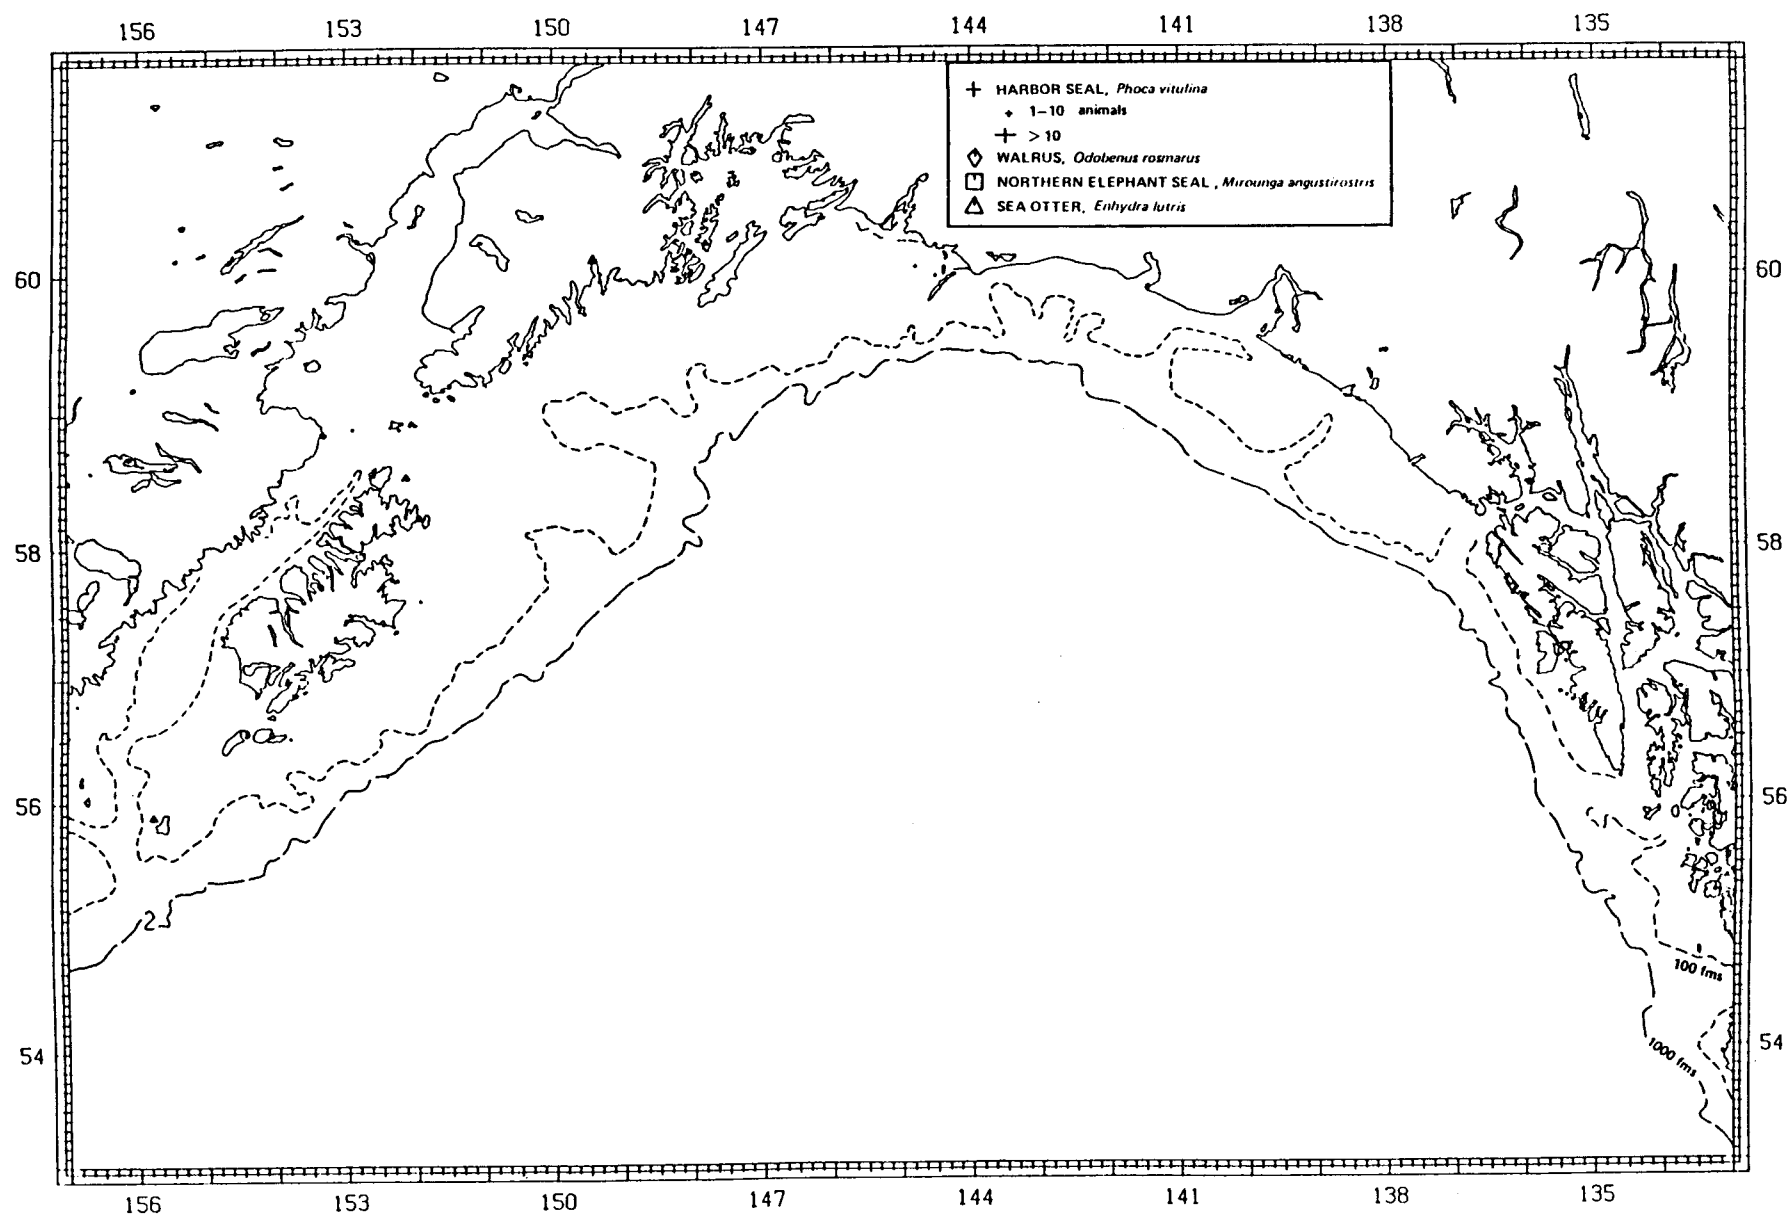 156 153 150 147 144 141 138 135
+ HARBOR SEAL, Phoca vitulina
+ 1–10 animals
+ > 10
WALRUS, Odobenus rosmarus
NORTHERN ELEPHANT SEAL, Mirounga angustirostris
SEA OTTER, Enhydra lutris
60 60
58 58
56 56
2
100 fms
54 54
1000 fms
156 153 150 147 144 141 138 135